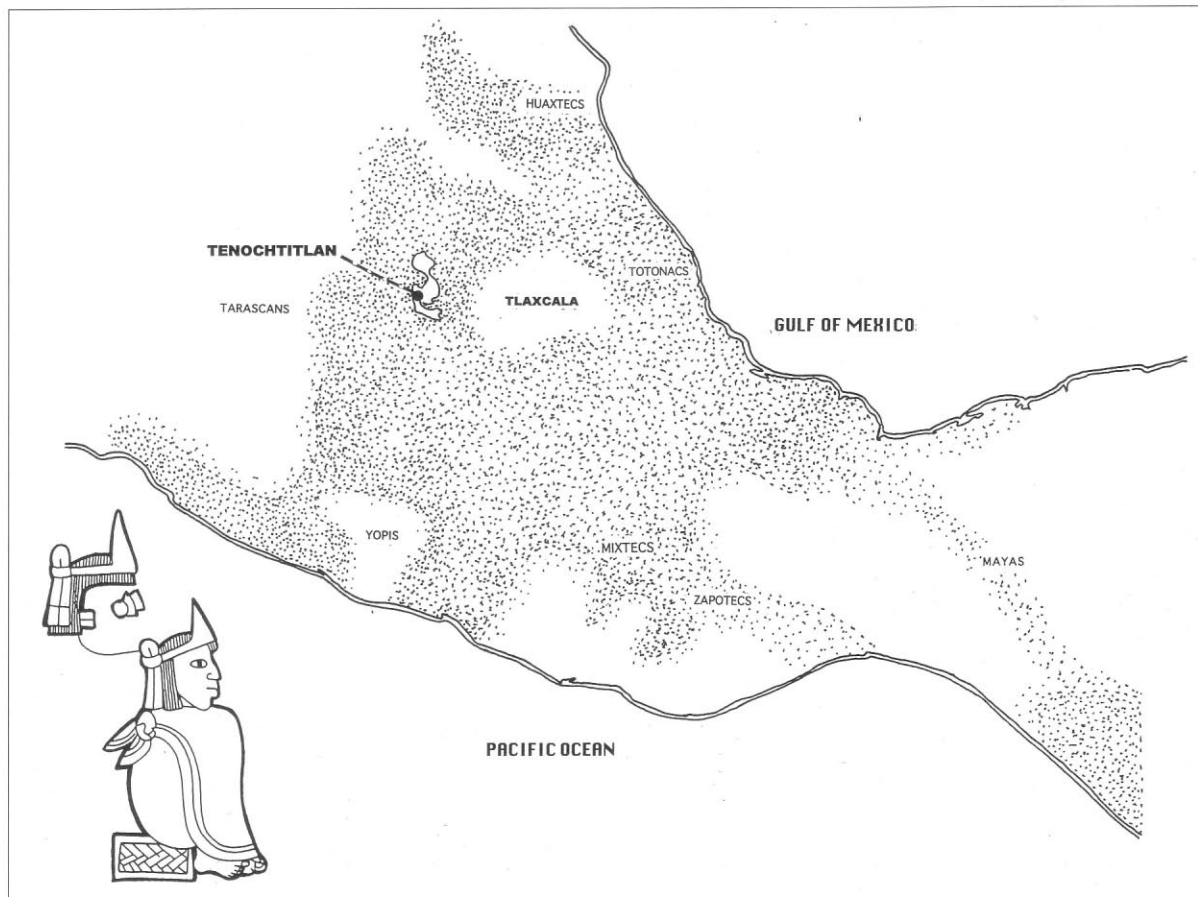 HUAXTECS
TENOCHTITLAN
TOTONACS
TLAXCALA
TARASCANS
GULF OF MEXICO
YOPIS
MIXTECS
MAYAS
ZAPOTECS
PACIFIC OCEAN